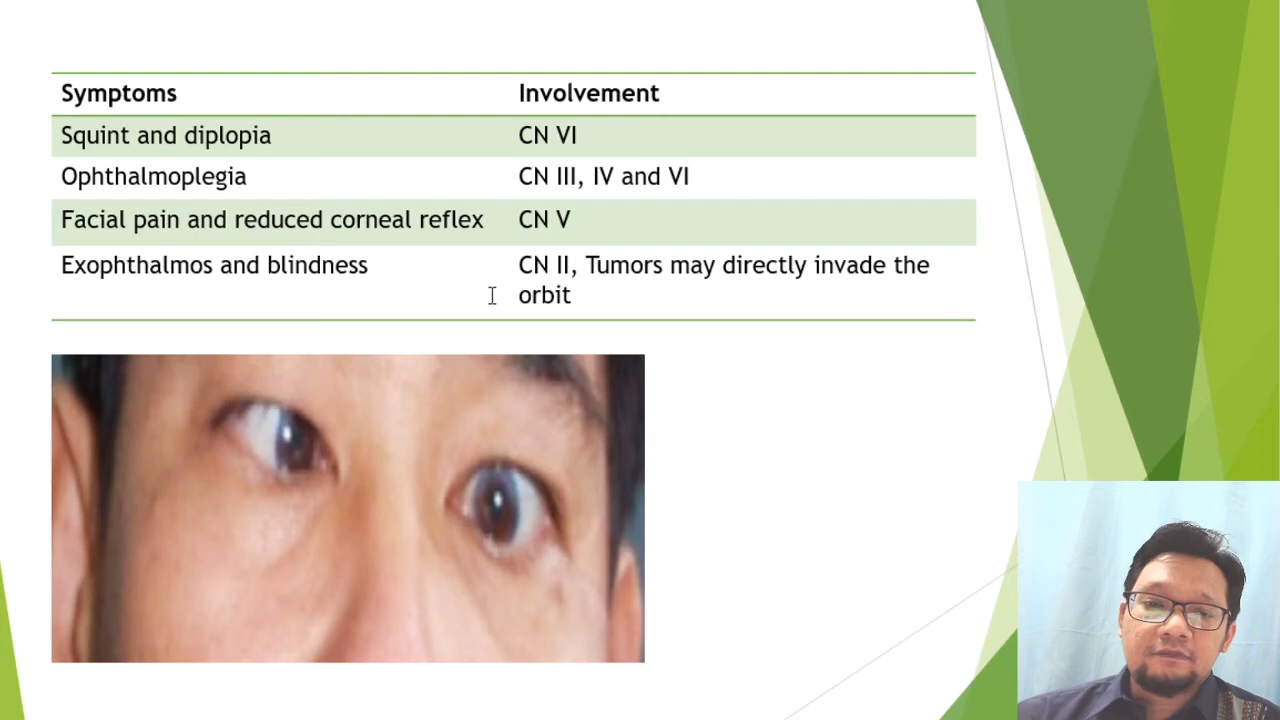 Symptoms Involvement
Squint and diplopia CN VI
Ophthalmoplegia CN III, IV and VI
Facial pain and reduced corneal reflex CN V
Exophthalmos and blindness CN II, Tumors may directly invade the
orbit